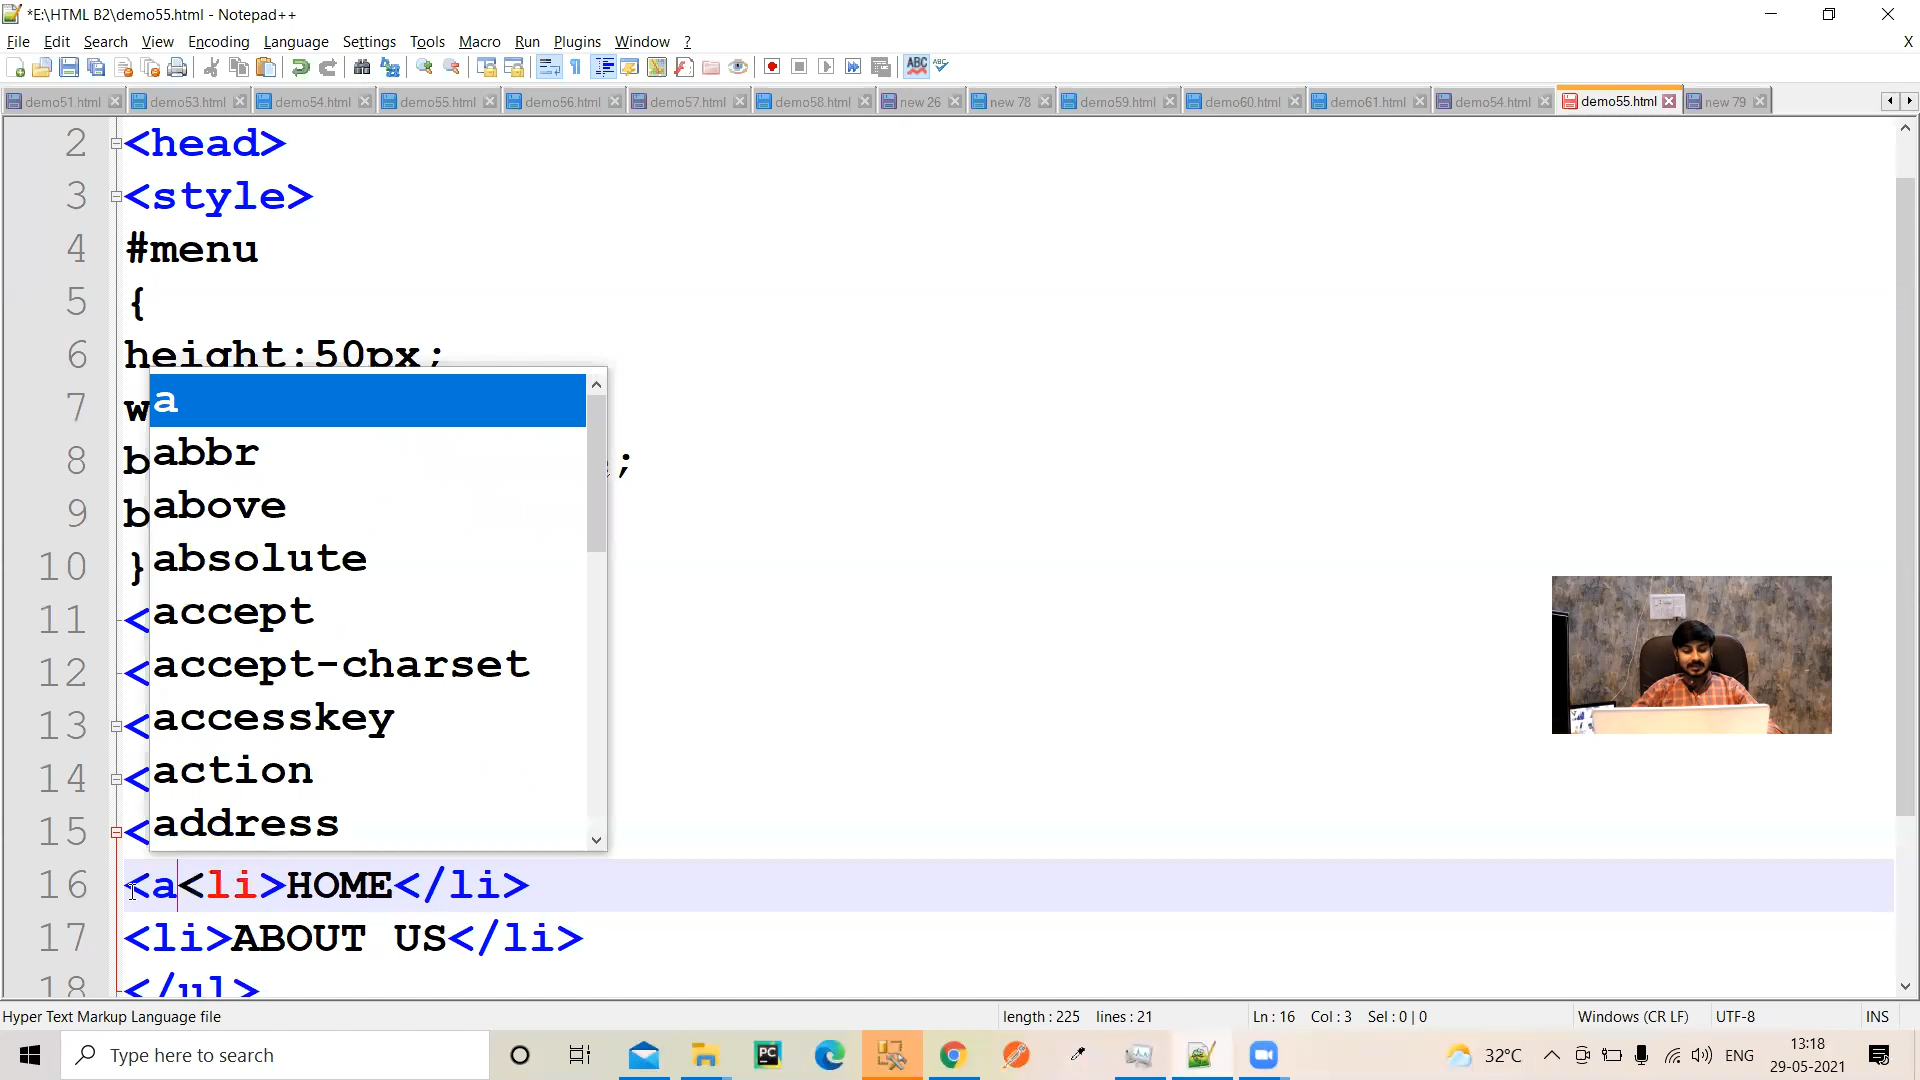 *E:\HTML B2\demo55.html - Notepad++
File Edit Search View Encoding Language Settings Tools Macro Run Plugins Window ? X
demo51.html demo53.html demo54.html demo55.html demo56.html demo57.html demo58.html new 26 new 78 demo59.html demo60.html demo61.html demo54.html demo55.html new 79
2 <head>
3 <style>
4 #menu
5 {
6 height:50px;
7 w
8 b ;
9 b
10 }
11 <
12 <
13 <
14 <
15 <
a
abbr
above
absolute
accept
accept-charset
accesskey
action
address
16 <a<li>HOME</li>
17 <li>ABOUT US</li>
18 </ul>
Hyper Text Markup Language file length : 225 lines : 21 Ln : 16 Col : 3 Sel : 0 | 0 Windows (CR LF) UTF-8 INS
Type here to search 32°C ENG 13:18
29-05-2021